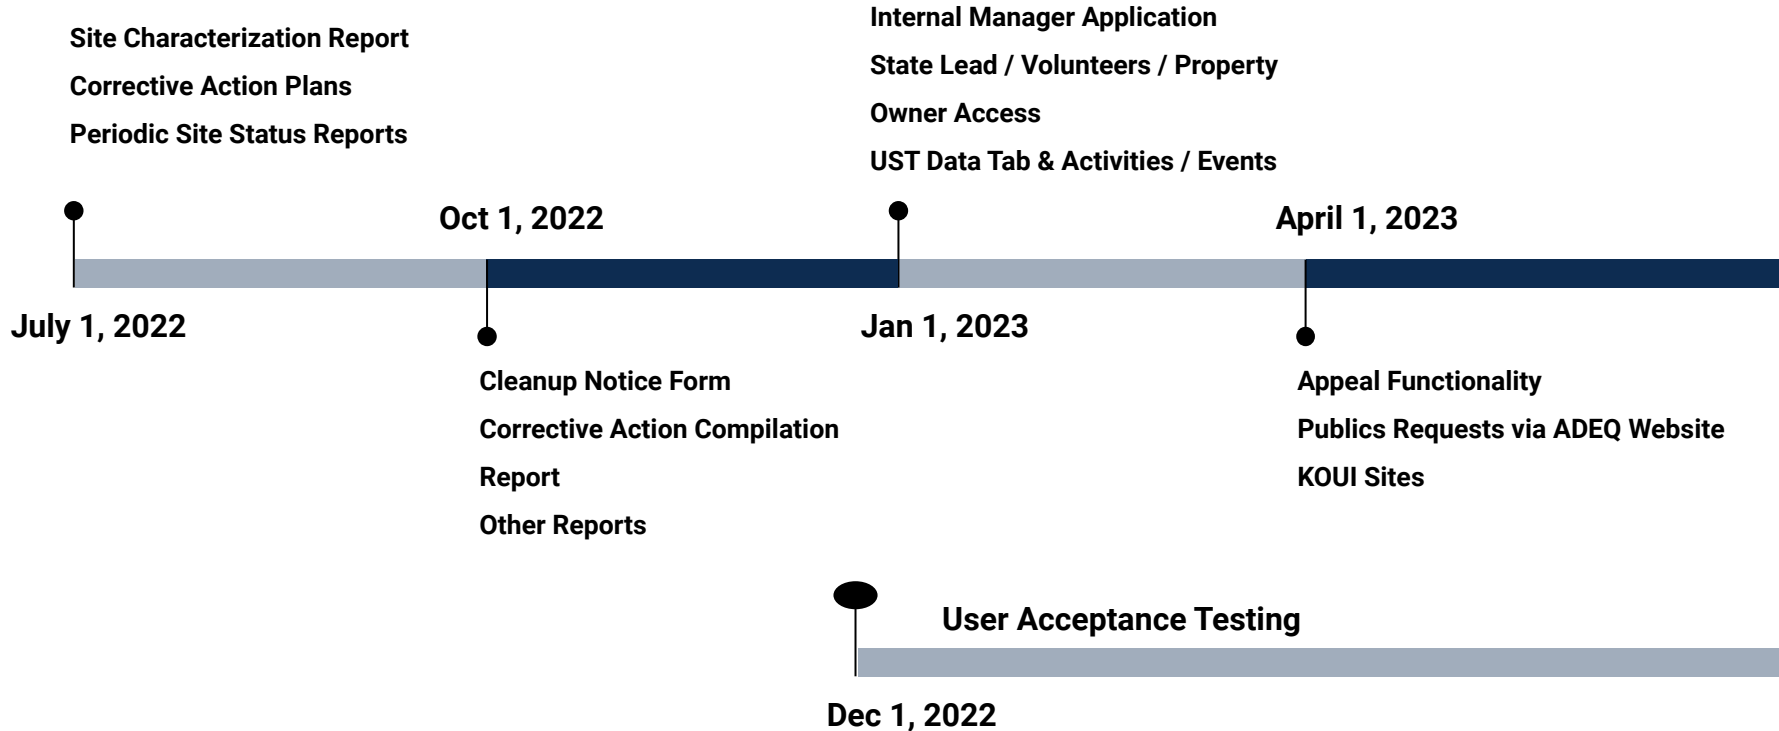 Site Characterization Report
Corrective Action Plans
Periodic Site Status Reports
Internal Manager Application
State Lead / Volunteers / Property
Owner Access
UST Data Tab & Activities / Events
Oct 1, 2022
April 1, 2023
July 1, 2022
Jan 1, 2023
Cleanup Notice Form
Corrective Action Compilation
Report
Other Reports
Appeal Functionality
Publics Requests via ADEQ Website
KOUI Sites
User Acceptance Testing
Dec 1, 2022